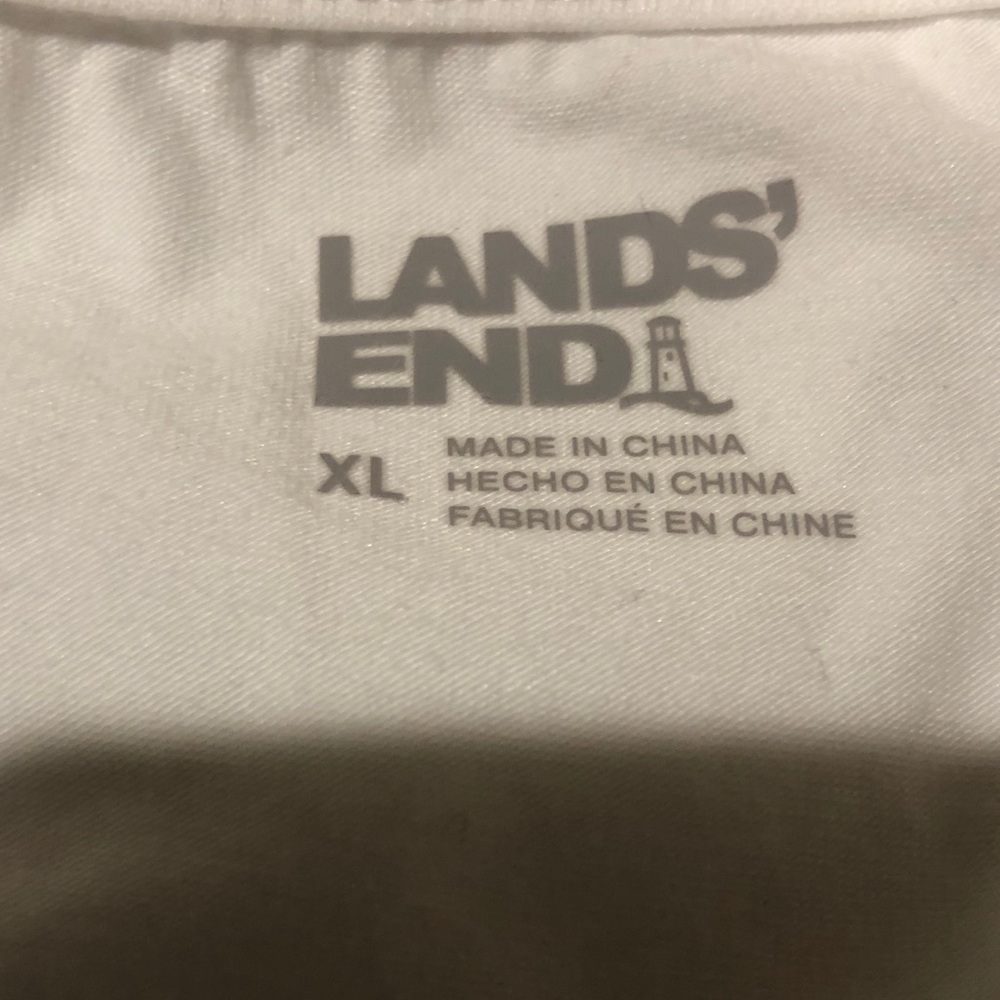 LANDS'
END
XL
MADE IN CHINA
HECHO EN CHINA
FABRIQUÉ EN CHINE